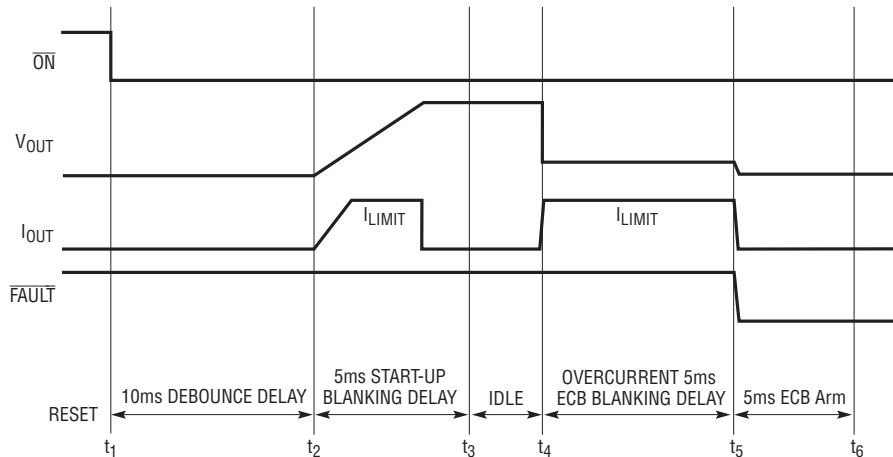 ON
VOUT
IOUT
ILIMIT
ILIMIT
FAULT
RESET
10ms DEBOUNCE DELAY
5ms START-UP
BLANKING DELAY
IDLE
OVERCURRENT 5ms
ECB BLANKING DELAY
5ms ECB Arm
t1
t2
t3
t4
t5
t6